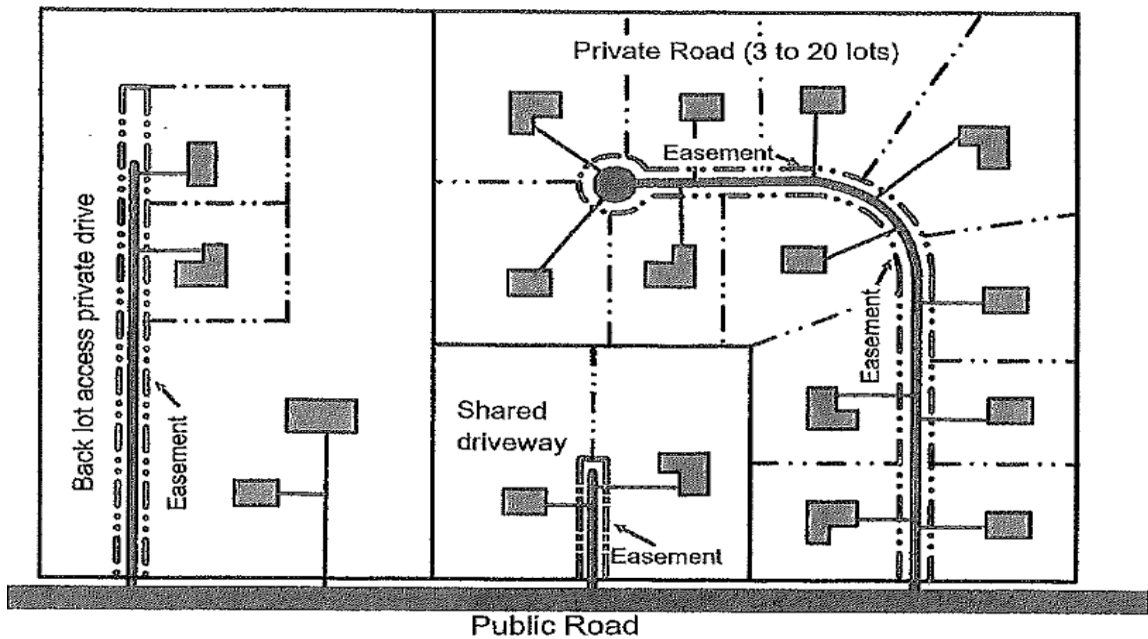 Private Road (3 to 20 lots)
Easement
Back lot access private drive
Easement
Easement
Shared
driveway
Easement
Public Road